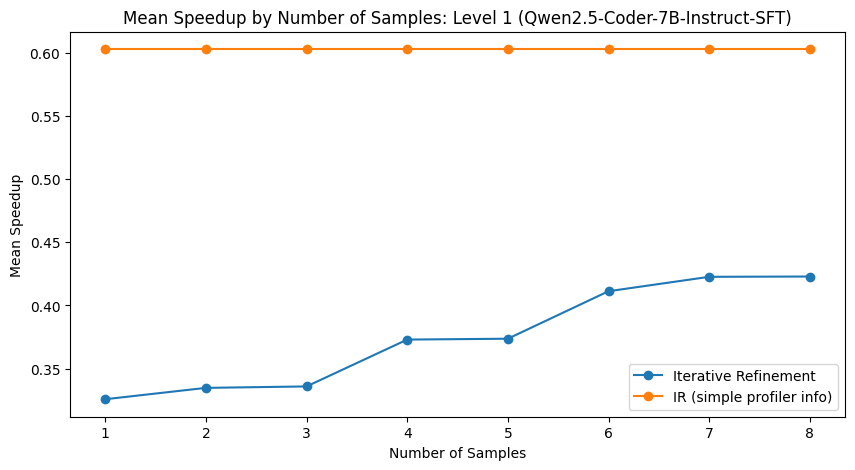 Mean Speedup by Number of Samples: Level 1 (Qwen2.5-Coder-7B-Instruct-SFT)
0.60
0.55
0.50
0.45
0.40
0.35
Mean Speedup
Iterative Refinement
IR (simple profiler info)
1 2 3 4 5 6 7 8
Number of Samples